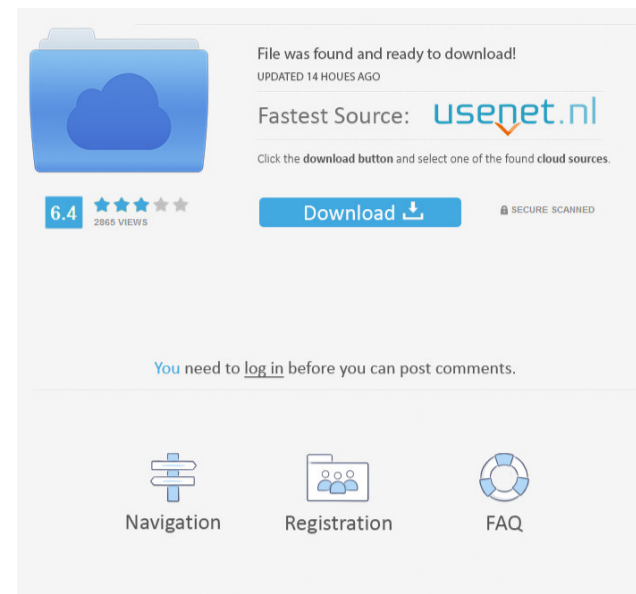 File was found and ready to download!
UPDATED 14 HOUES AGO
Fastest Source: usenet.nl
Click the download button and select one of the found cloud sources.
6.4
2865 VIEWS
Download
SECURE SCANNED
You need to log in before you can post comments.
Navigation
Registration
FAQ